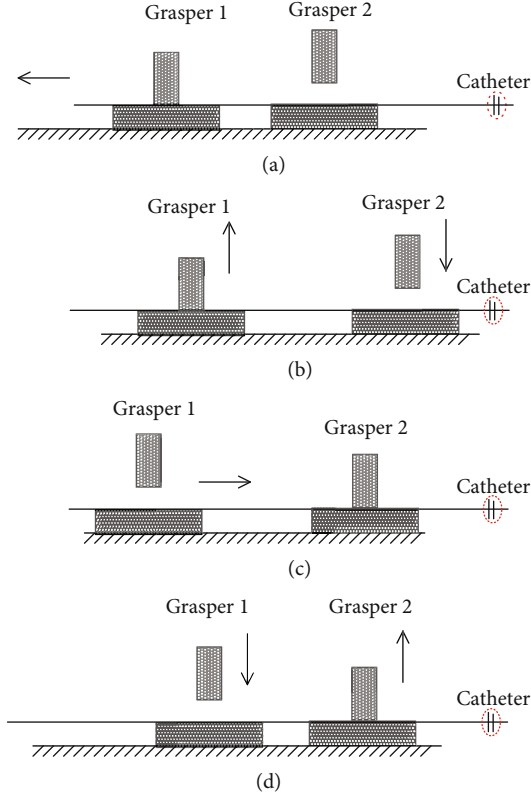 Grasper 1
Grasper 2
Catheter
(a)
Grasper 1
Grasper 2
Catheter
(b)
Grasper 1
Grasper 2
Catheter
(c)
Grasper 1
Grasper 2
Catheter
(d)